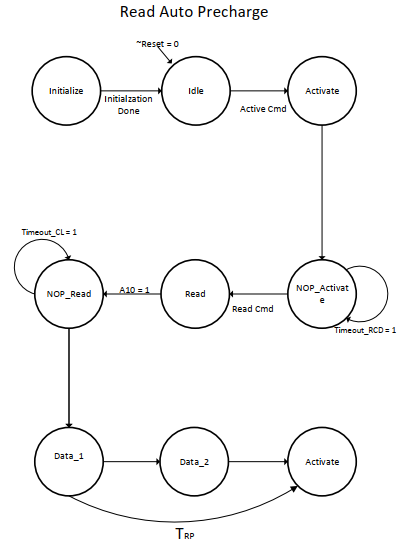 Read Auto Precharge
~Reset = 0
Initialize
Initialzation
Done
Idle
Active Cmd
Activate
Timeout_CL = 1
NOP_Read
A10 = 1
Read
Read Cmd
NOP_Activat
e
Timeout_RCD = 1
Data_1
Data_2
Activate
TRP